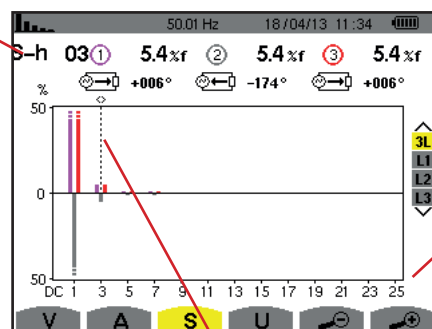 50.01 Hz 18/04/13 11:34
S-h 03 1 5.4%f 2 5.4%f 3 5.4%f
+006° -174° +006°
%
50
0
50
3L
L1
L2
L3
DC 1 3 5 7 9 11 13 15 17 19 21 23 25
V A S U